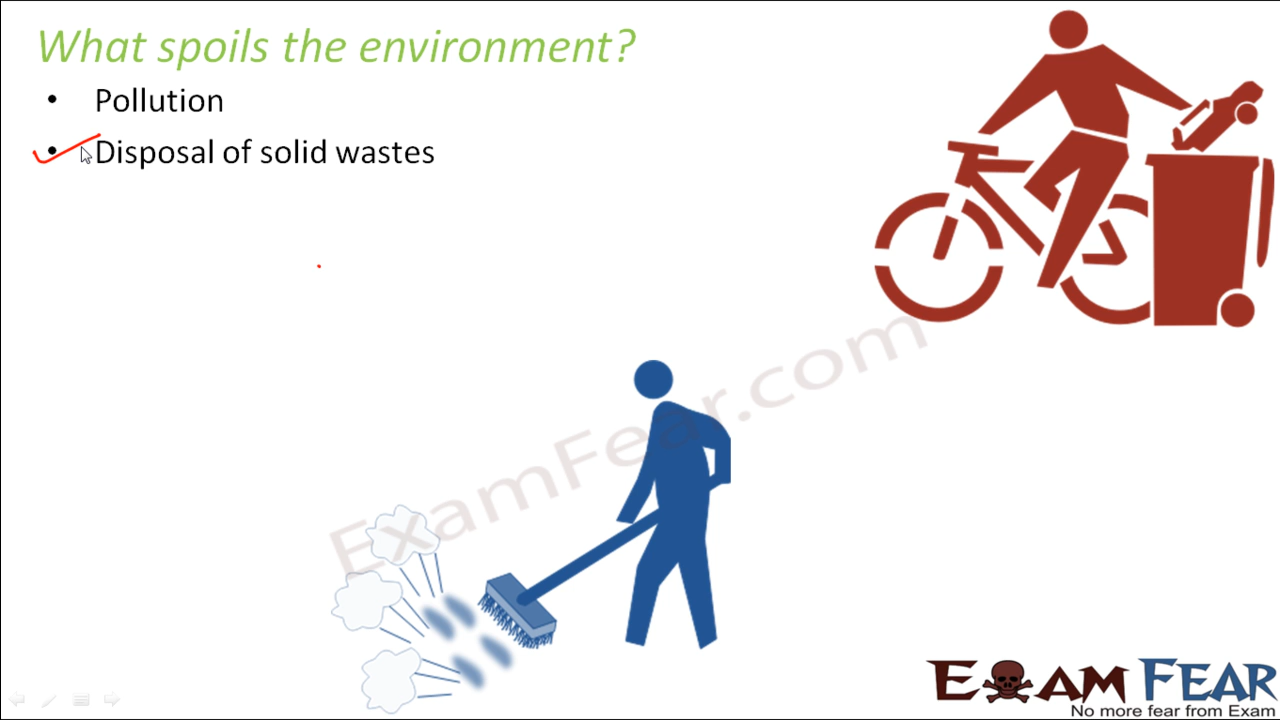 What spoils the environment?
• Pollution
• Disposal of solid wastes
ExamFear.com
EXAM FEAR
No more fear from Exam